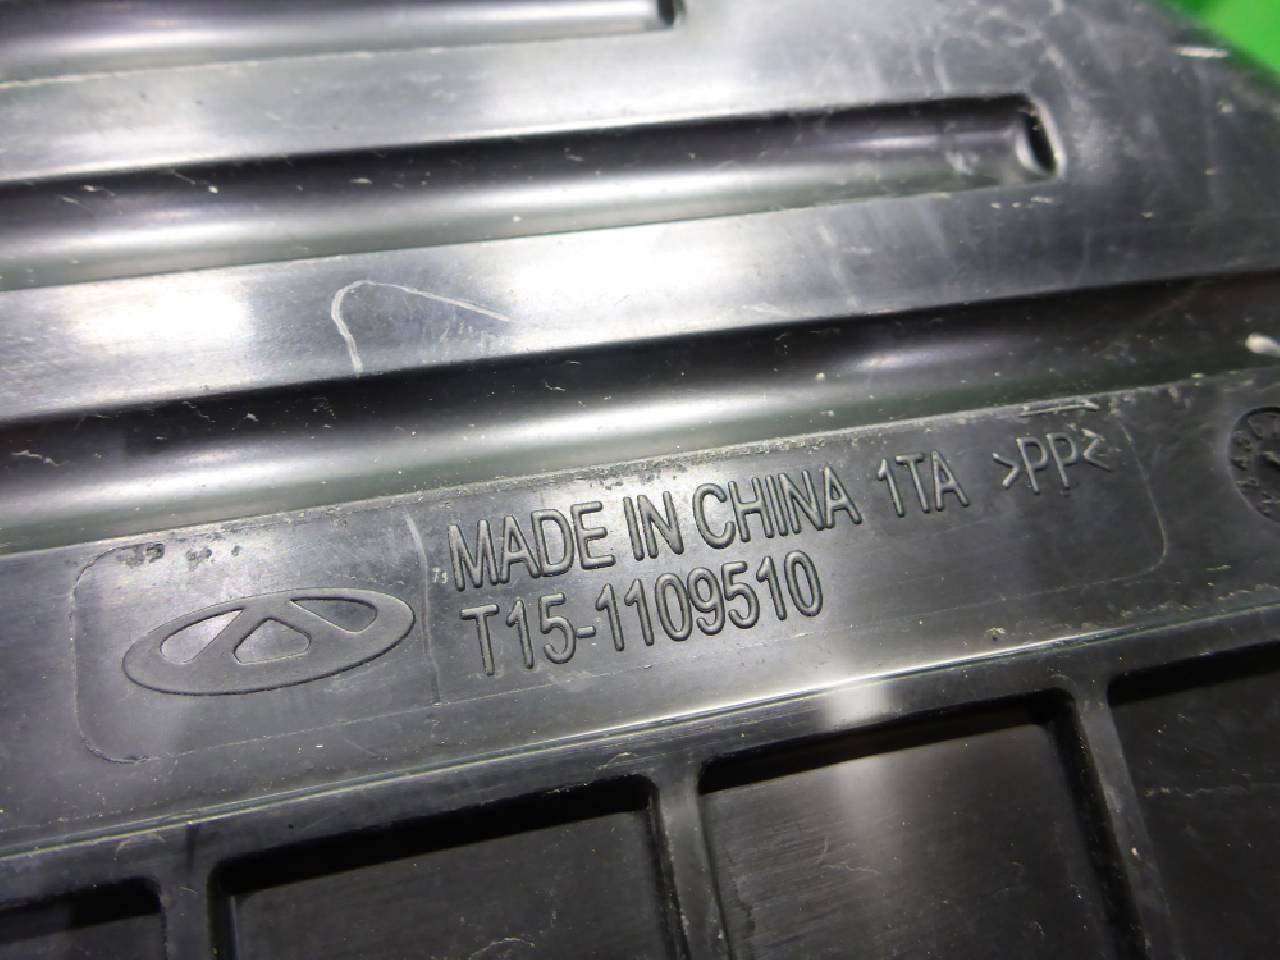 MADE IN CHINA 1TA >PP<
T15-1109510